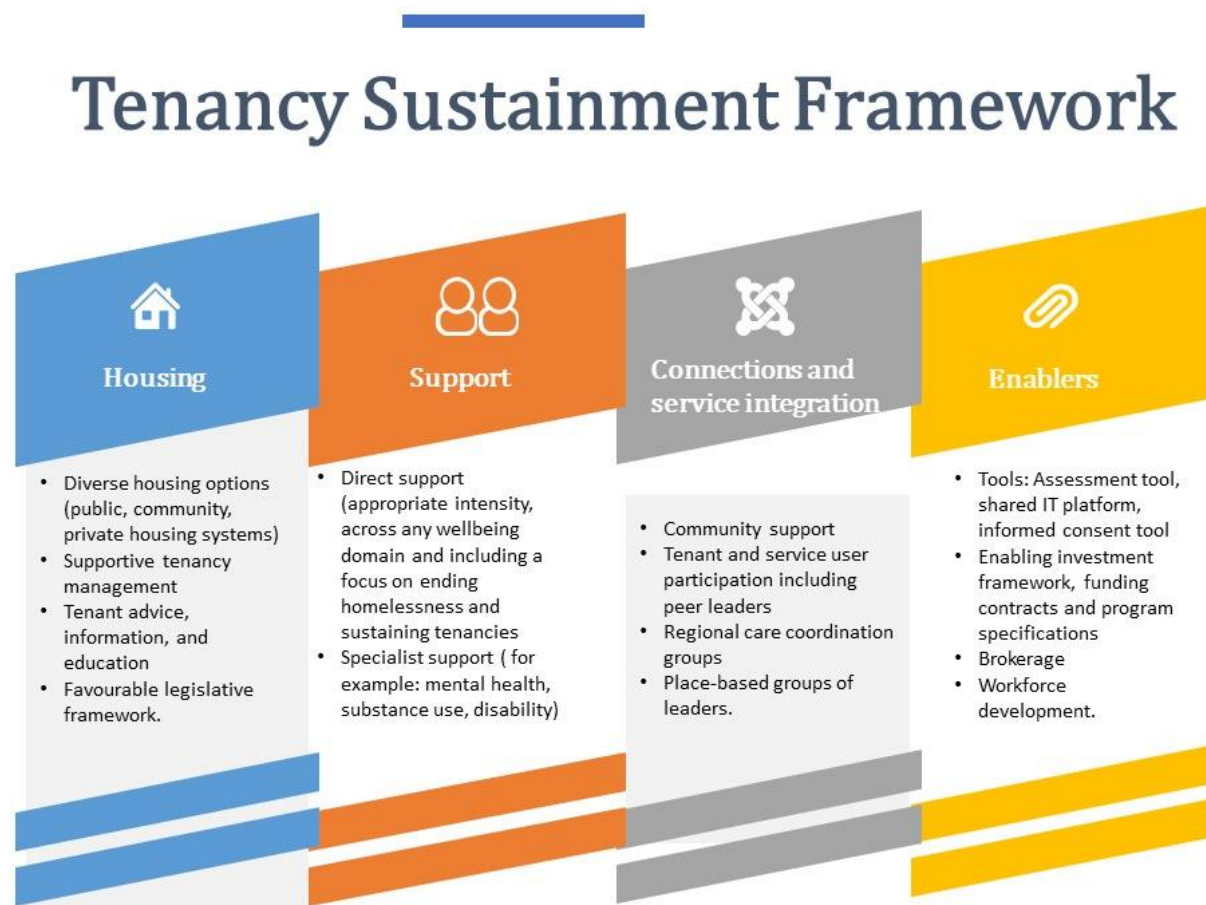 Tenancy Sustainment Framework
Housing
• Diverse housing options
(public, community,
private housing systems)
• Supportive tenancy
management
• Tenant advice,
information, and
education
• Favourable legislative
framework.
Support
• Direct support
(appropriate intensity,
across any wellbeing
domain and including a
focus on ending
homelessness and
sustaining tenancies
• Specialist support ( for
example: mental health,
substance use, disability)
Connections and
service integration
• Community support
• Tenant and service user
participation including
peer leaders
• Regional care coordination
groups
• Place-based groups of
leaders.
Enablers
• Tools: Assessment tool,
shared IT platform,
informed consent tool
• Enabling investment
framework, funding
contracts and program
specifications
• Brokerage
• Workforce
development.